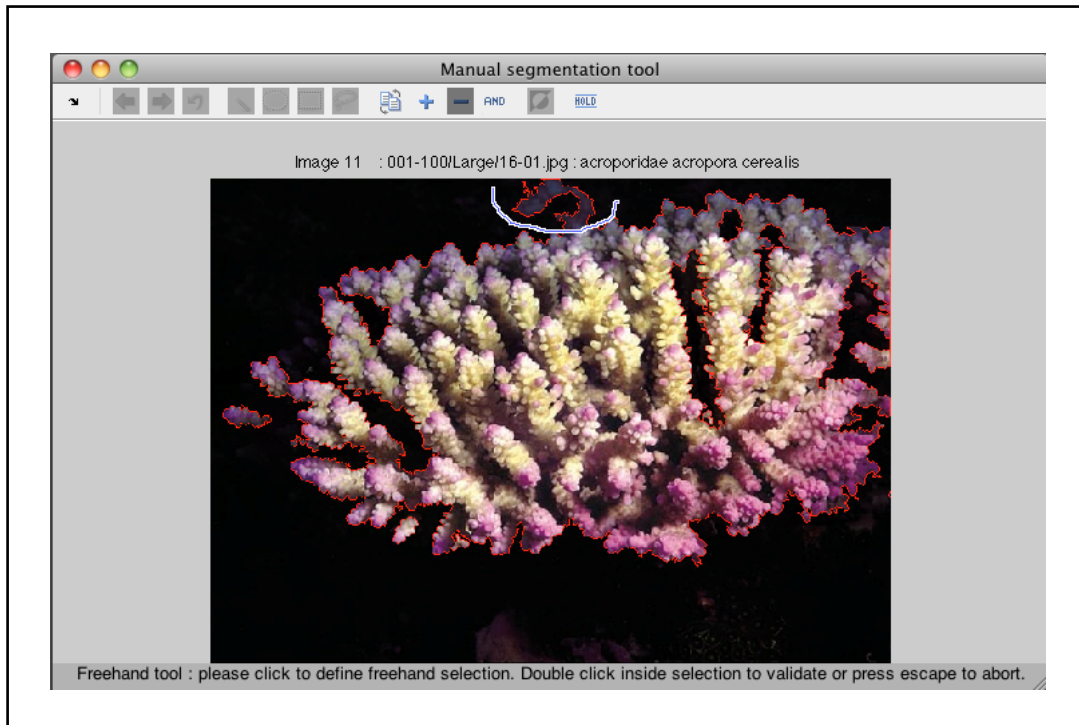 Manual segmentation tool
AND HOLD
Image 11 : 001-100/Large/16-01.jpg : acroporidae acropora cerealis
Freehand tool : please click to define freehand selection. Double click inside selection to validate or press escape to abort.